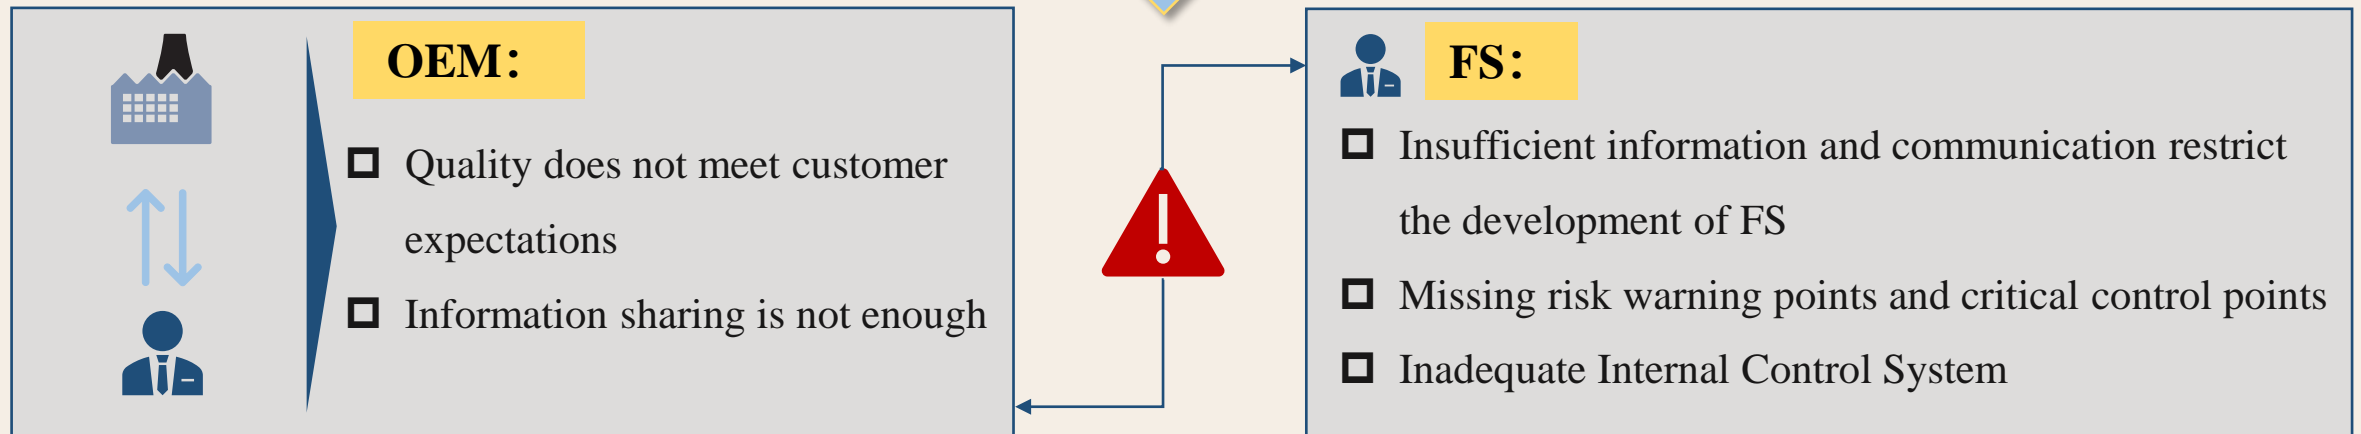 OEM：
Quality does not meet customer
expectations
Information sharing is not enough
FS：
Insufficient information and communication restrict
the development of FS
Missing risk warning points and critical control points
Inadequate Internal Control System